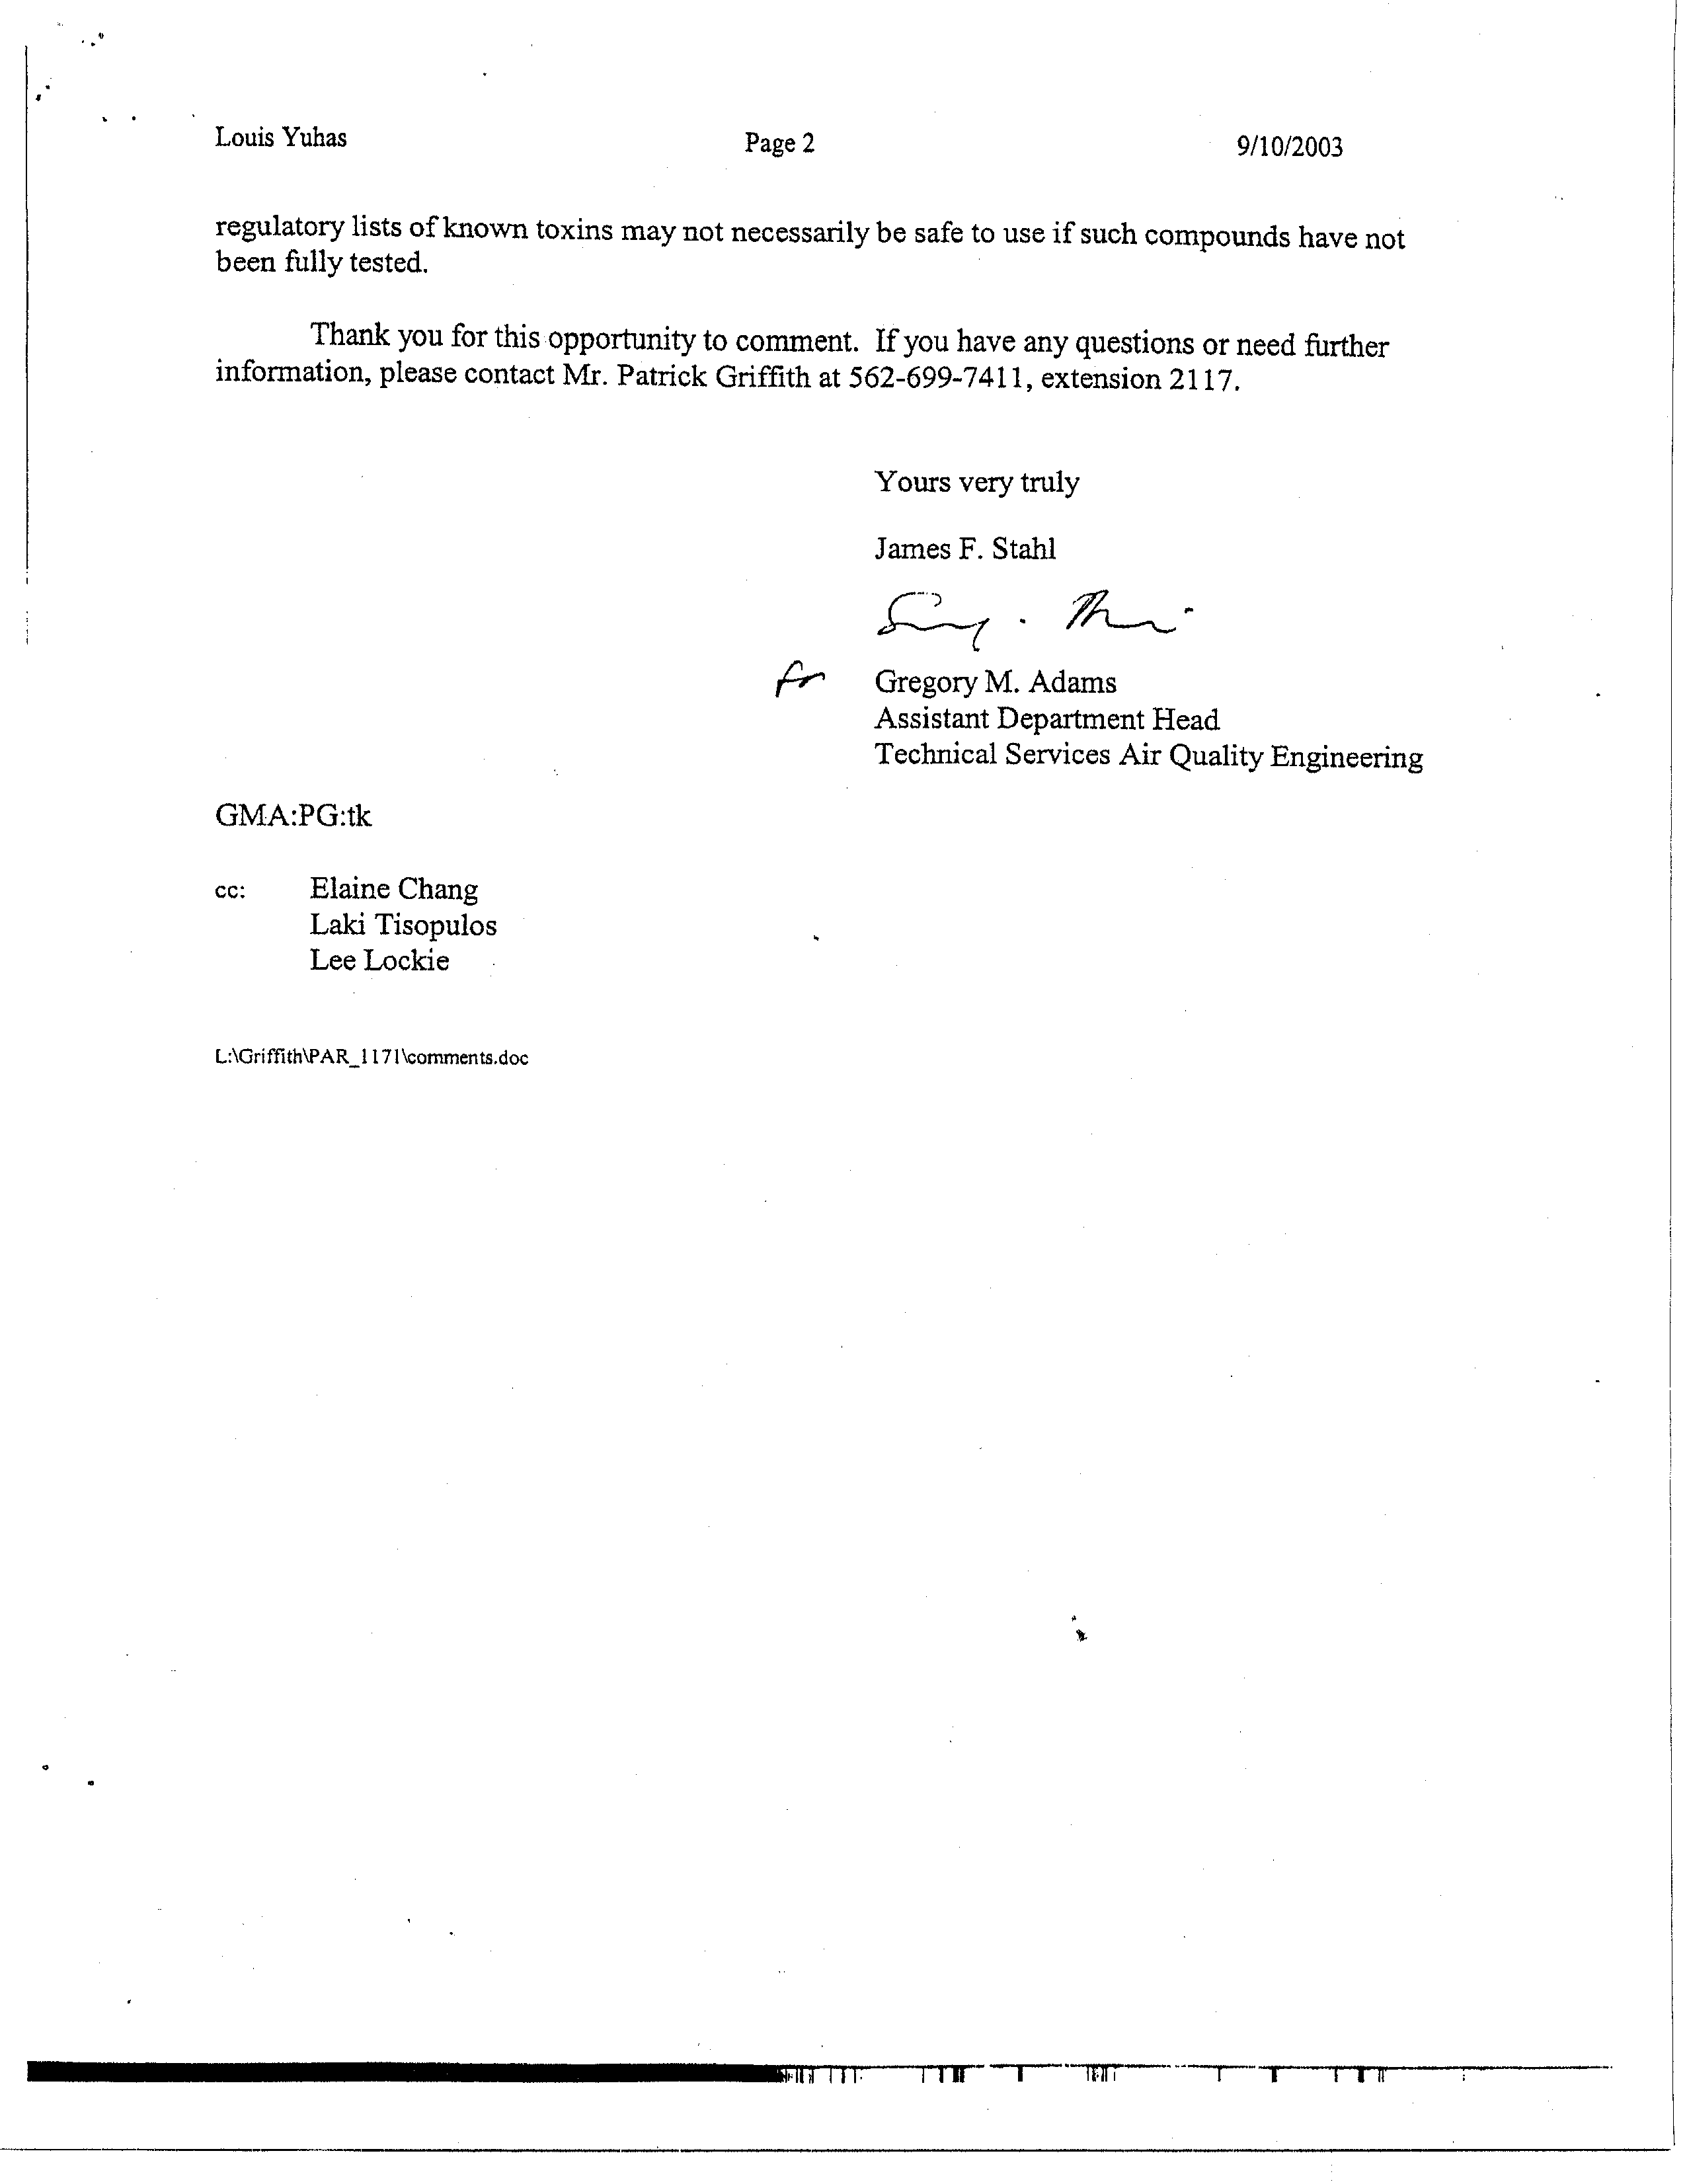 Louis Yuhas Page 2 9/10/2003
regulatory lists of known toxins may not necessarily be safe to use if such compounds have not
been fully tested.
Thank you for this opportunity to comment. If you have any questions or need further
information, please contact Mr. Patrick Griffith at 562-699-7411, extension 2117.
Yours very truly
James F. Stahl
for Gregory M. Adams
Assistant Department Head
Technical Services Air Quality Engineering
GMA:PG:tk
cc: Elaine Chang
Laki Tisopulos
Lee Lockie
L:\Griffith\PAR_1171\comments.doc